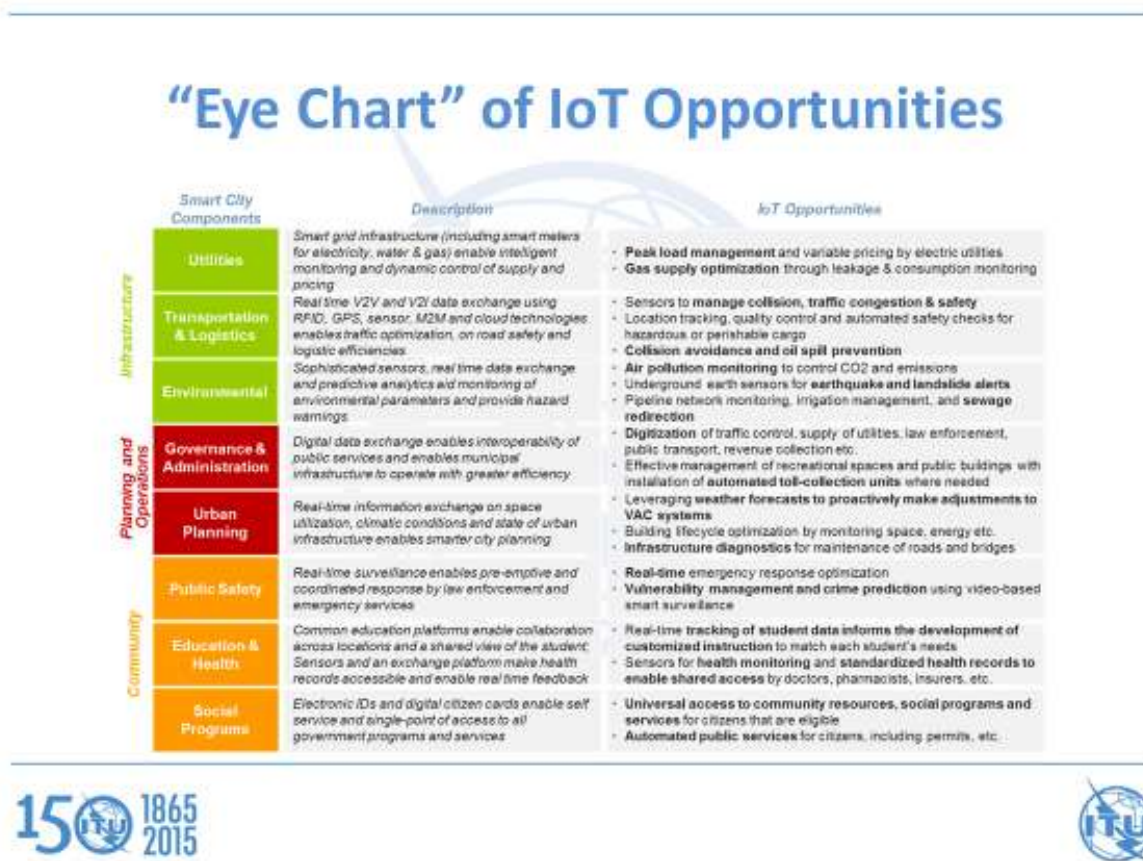 “Eye Chart” of IoT Opportunities
Smart City
Components
Description
IoT Opportunities
Infrastructure
Utilities
Smart grid infrastructure (including smart meters
for electricity, water & gas) enable intelligent
monitoring and dynamic control of supply and
pricing
• Peak load management and variable pricing by electric utilities
• Gas supply optimization through leakage & consumption monitoring
Transportation
& Logistics
Real time V2V and V2I data exchange using
RFID, GPS, sensor, M2M and cloud technologies
enables traffic optimization, on road safety and
logistic efficiencies
• Sensors to manage collision, traffic congestion & safety
• Location tracking, quality control and automated safety checks for
hazardous or perishable cargo
• Collision avoidance and oil spill prevention
Environmental
Sophisticated sensors, real time data exchange
and predictive analytics aid monitoring of
environmental parameters and provide hazard
warnings
• Air pollution monitoring to control CO2 and emissions
• Underground earth sensors for earthquake and landslide alerts
• Pipeline network monitoring, irrigation management, and sewage
redirection
Planning and
Operations
Governance &
Administration
Digital data exchange enables interoperability of
public services and enables municipal
infrastructure to operate with greater efficiency
• Digitization of traffic control, supply of utilities, law enforcement,
public transport, revenue collection etc.
• Effective management of recreational spaces and public buildings with
installation of automated toll-collection units where needed
Urban
Planning
Real-time information exchange on space
utilization, climatic conditions and state of urban
infrastructure enables smarter city planning
• Leveraging weather forecasts to proactively make adjustments to
VAC systems
• Building lifecycle optimization by monitoring space, energy etc.
• Infrastructure diagnostics for maintenance of roads and bridges
Community
Public Safety
Real-time surveillance enables pre-emptive and
coordinated response by law enforcement and
emergency services
• Real-time emergency response optimization
• Vulnerability management and crime prediction using video-based
smart surveillance
Education &
Health
Common education platforms enable collaboration
across locations and a shared view of the student;
Sensors and an exchange platform make health
records accessible and enable real time feedback
• Real-time tracking of student data informs the development of
customized instruction to match each student's needs
• Sensors for health monitoring and standardized health records to
enable shared access by doctors, pharmacists, insurers, etc.
Social
Programs
Electronic IDs and digital citizen cards enable self
service and single-point of access to all
government programs and services
• Universal access to community resources, social programs and
services for citizens that are eligible
• Automated public services for citizens, including permits, etc.
150 ITU 1865
2015
ITU